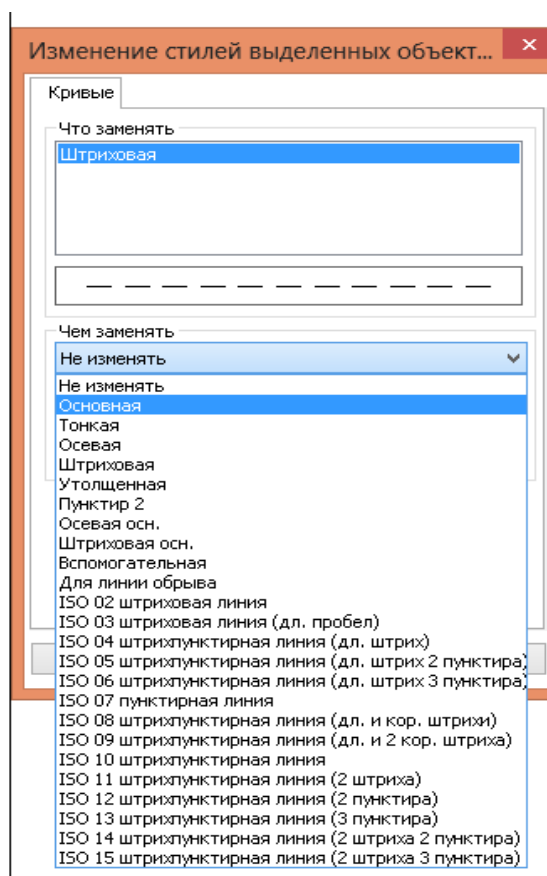 Изменение стилей выделенных объект...
Кривые
Что заменять
Штриховая
Чем заменять
Не изменять
Не изменять
Основная
Тонкая
Осевая
Штриховая
Утолщенная
Пунктир 2
Осевая осн.
Штриховая осн.
Вспомогательная
Для линии обрыва
ISO 02 штриховая линия
ISO 03 штриховая линия (дл. пробел)
ISO 04 штрихпунктирная линия (дл. штрих)
ISO 05 штрихпунктирная линия (дл. штрих 2 пунктира)
ISO 06 штрихпунктирная линия (дл. штрих 3 пунктира)
ISO 07 пунктирная линия
ISO 08 штрихпунктирная линия (дл. и кор. штрихи)
ISO 09 штрихпунктирная линия (дл. и 2 кор. штриха)
ISO 10 штрихпунктирная линия
ISO 11 штрихпунктирная линия (2 штриха)
ISO 12 штрихпунктирная линия (2 пунктира)
ISO 13 штрихпунктирная линия (3 пунктира)
ISO 14 штрихпунктирная линия (2 штриха 2 пунктира)
ISO 15 штрихпунктирная линия (2 штриха 3 пунктира)